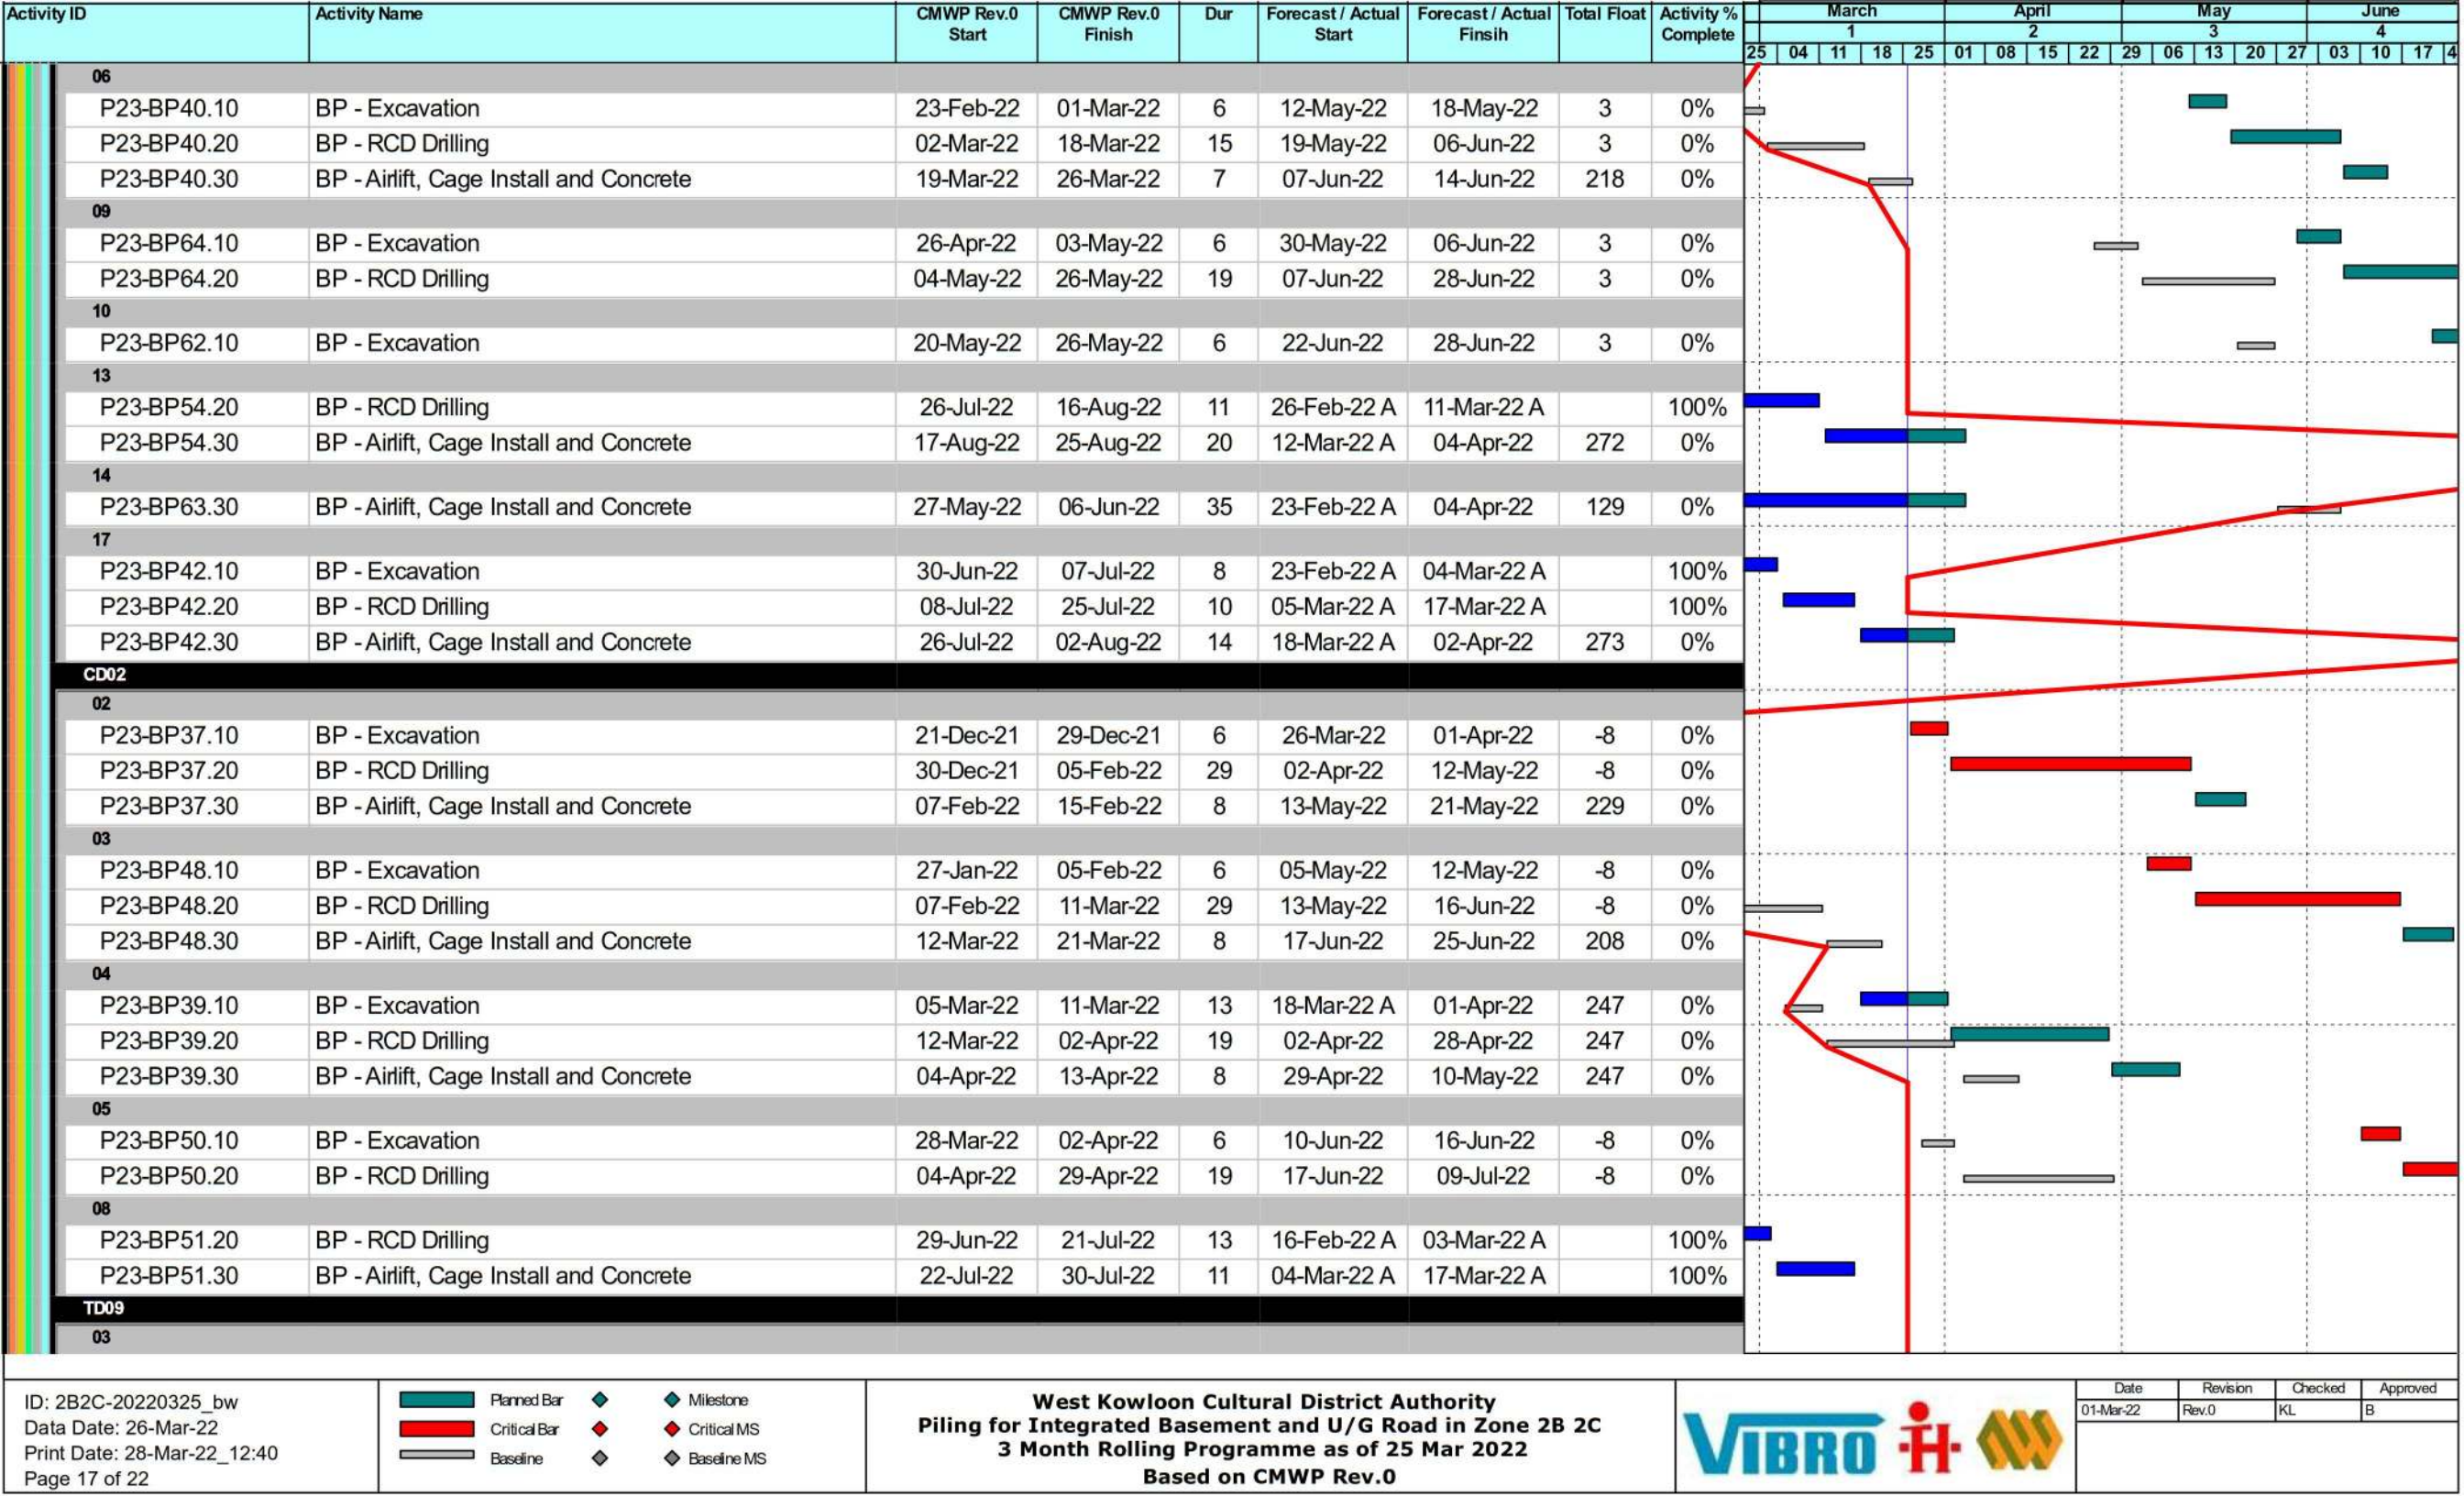 Activity ID Activity Name CMWP Rev.0 Start CMWP Rev.0 Finish Dur Forecast / Actual Start Forecast / Actual Finsih Total Float Activity % Complete March April May June
1 2 3 4
25 04 11 18 25 01 08 15 22 29 06 13 20 27 03 10 17 4
06
P23-BP40.10 BP - Excavation 23-Feb-22 01-Mar-22 6 12-May-22 18-May-22 3 0%
P23-BP40.20 BP - RCD Drilling 02-Mar-22 18-Mar-22 15 19-May-22 06-Jun-22 3 0%
P23-BP40.30 BP - Airlift, Cage Install and Concrete 19-Mar-22 26-Mar-22 7 07-Jun-22 14-Jun-22 218 0%
09
P23-BP64.10 BP - Excavation 26-Apr-22 03-May-22 6 30-May-22 06-Jun-22 3 0%
P23-BP64.20 BP - RCD Drilling 04-May-22 26-May-22 19 07-Jun-22 28-Jun-22 3 0%
10
P23-BP62.10 BP - Excavation 20-May-22 26-May-22 6 22-Jun-22 28-Jun-22 3 0%
13
P23-BP54.20 BP - RCD Drilling 26-Jul-22 16-Aug-22 11 26-Feb-22 A 11-Mar-22 A 100%
P23-BP54.30 BP - Airlift, Cage Install and Concrete 17-Aug-22 25-Aug-22 20 12-Mar-22 A 04-Apr-22 272 0%
14
P23-BP63.30 BP - Airlift, Cage Install and Concrete 27-May-22 06-Jun-22 35 23-Feb-22 A 04-Apr-22 129 0%
17
P23-BP42.10 BP - Excavation 30-Jun-22 07-Jul-22 8 23-Feb-22 A 04-Mar-22 A 100%
P23-BP42.20 BP - RCD Drilling 08-Jul-22 25-Jul-22 10 05-Mar-22 A 17-Mar-22 A 100%
P23-BP42.30 BP - Airlift, Cage Install and Concrete 26-Jul-22 02-Aug-22 14 18-Mar-22 A 02-Apr-22 273 0%
CD02
02
P23-BP37.10 BP - Excavation 21-Dec-21 29-Dec-21 6 26-Mar-22 01-Apr-22 -8 0%
P23-BP37.20 BP - RCD Drilling 30-Dec-21 05-Feb-22 29 02-Apr-22 12-May-22 -8 0%
P23-BP37.30 BP - Airlift, Cage Install and Concrete 07-Feb-22 15-Feb-22 8 13-May-22 21-May-22 229 0%
03
P23-BP48.10 BP - Excavation 27-Jan-22 05-Feb-22 6 05-May-22 12-May-22 -8 0%
P23-BP48.20 BP - RCD Drilling 07-Feb-22 11-Mar-22 29 13-May-22 16-Jun-22 -8 0%
P23-BP48.30 BP - Airlift, Cage Install and Concrete 12-Mar-22 21-Mar-22 8 17-Jun-22 25-Jun-22 208 0%
04
P23-BP39.10 BP - Excavation 05-Mar-22 11-Mar-22 13 18-Mar-22 A 01-Apr-22 247 0%
P23-BP39.20 BP - RCD Drilling 12-Mar-22 02-Apr-22 19 02-Apr-22 28-Apr-22 247 0%
P23-BP39.30 BP - Airlift, Cage Install and Concrete 04-Apr-22 13-Apr-22 8 29-Apr-22 10-May-22 247 0%
05
P23-BP50.10 BP - Excavation 28-Mar-22 02-Apr-22 6 10-Jun-22 16-Jun-22 -8 0%
P23-BP50.20 BP - RCD Drilling 04-Apr-22 29-Apr-22 19 17-Jun-22 09-Jul-22 -8 0%
08
P23-BP51.20 BP - RCD Drilling 29-Jun-22 21-Jul-22 13 16-Feb-22 A 03-Mar-22 A 100%
P23-BP51.30 BP - Airlift, Cage Install and Concrete 22-Jul-22 30-Jul-22 11 04-Mar-22 A 17-Mar-22 A 100%
TD09
03
ID: 2B2C-20220325_bw
Data Date: 26-Mar-22
Print Date: 28-Mar-22_12:40
Page 17 of 22
Planned Bar Milestone
Critical Bar Critical MS
Baseline Baseline MS
West Kowloon Cultural District Authority
Piling for Integrated Basement and U/G Road in Zone 2B 2C
3 Month Rolling Programme as of 25 Mar 2022
Based on CMWP Rev.0
VIBRO
Date Revision Checked Approved
01-Mar-22 Rev.0 KL B